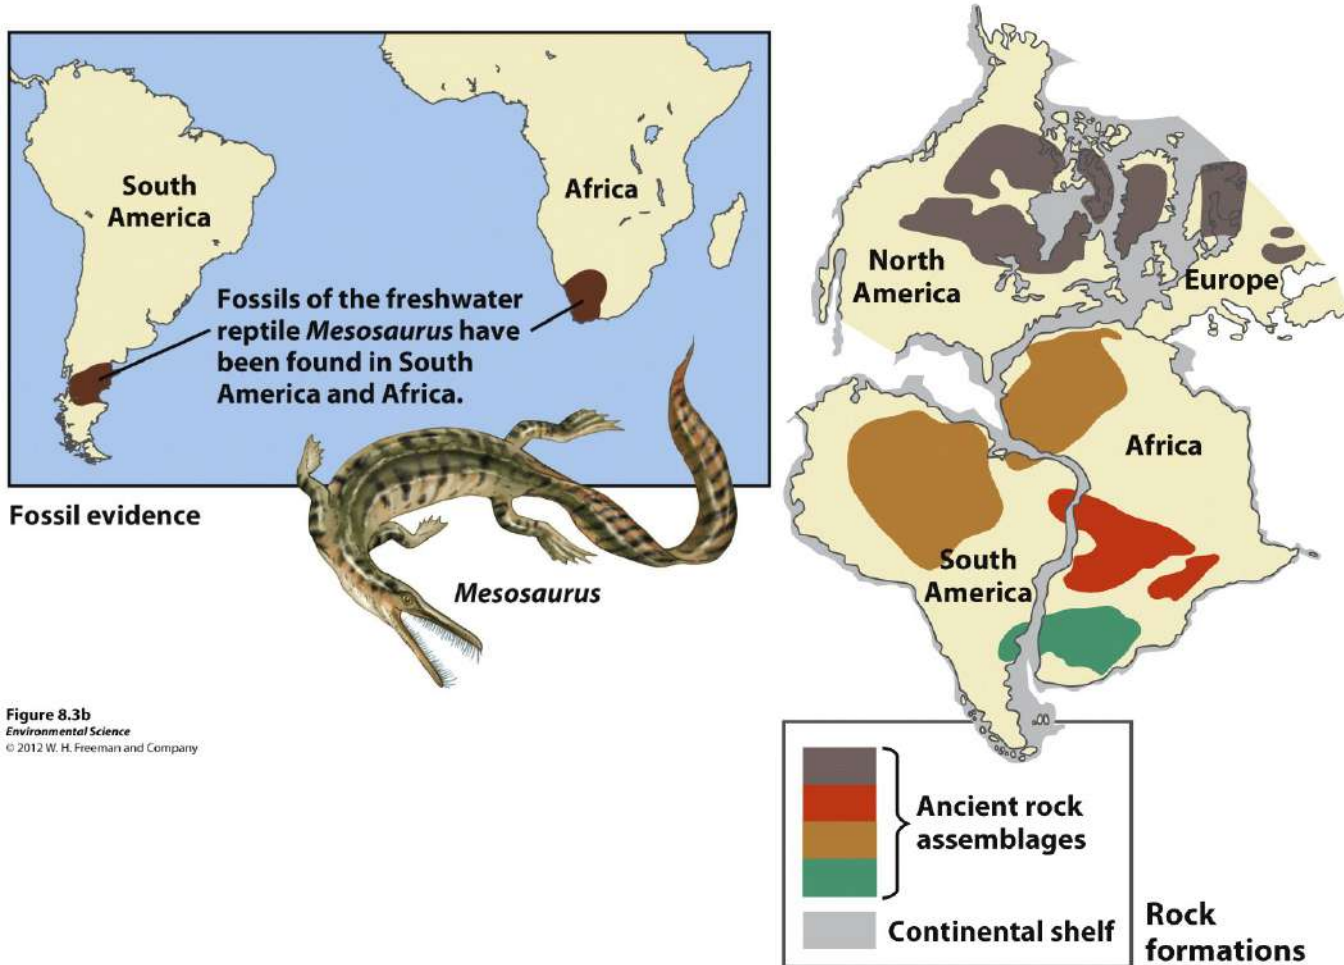 South
America
Africa
Fossils of the freshwater
reptile Mesosaurus have
been found in South
America and Africa.
Fossil evidence
Mesosaurus
Figure 8.3b
Environmental Science
© 2012 W. H. Freeman and Company
North
America
Europe
Africa
South
America
Ancient rock
assemblages
Continental shelf
Rock
formations